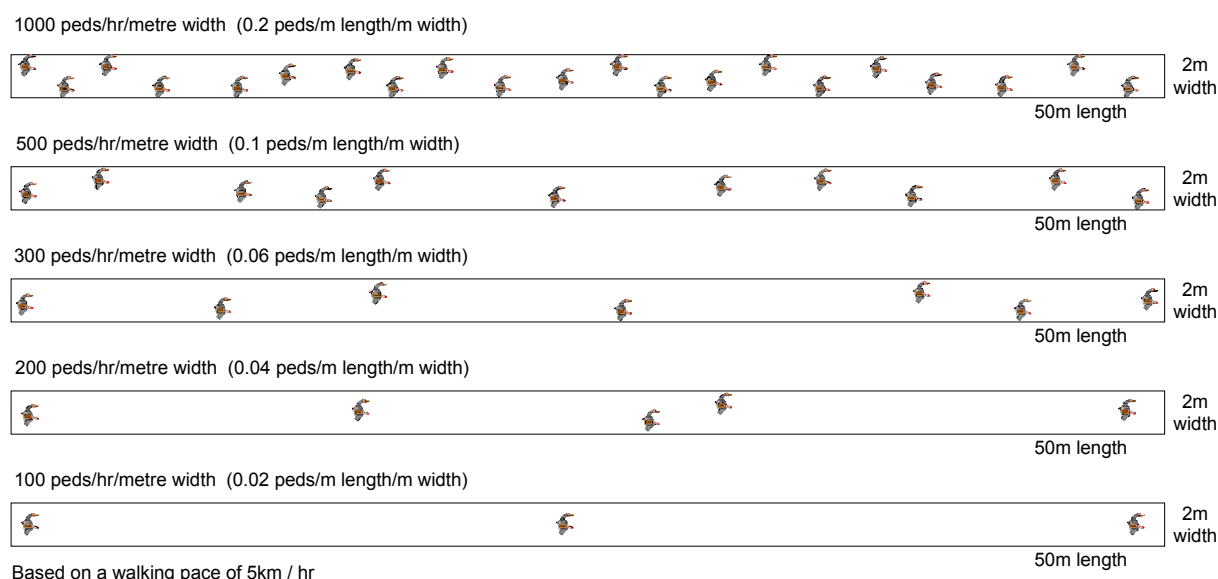 1000 peds/hr/metre width (0.2 peds/m length/m width)
2m
width
50m length
500 peds/hr/metre width (0.1 peds/m length/m width)
2m
width
50m length
300 peds/hr/metre width (0.06 peds/m length/m width)
2m
width
50m length
200 peds/hr/metre width (0.04 peds/m length/m width)
2m
width
50m length
100 peds/hr/metre width (0.02 peds/m length/m width)
2m
width
50m length
Based on a walking pace of 5km / hr